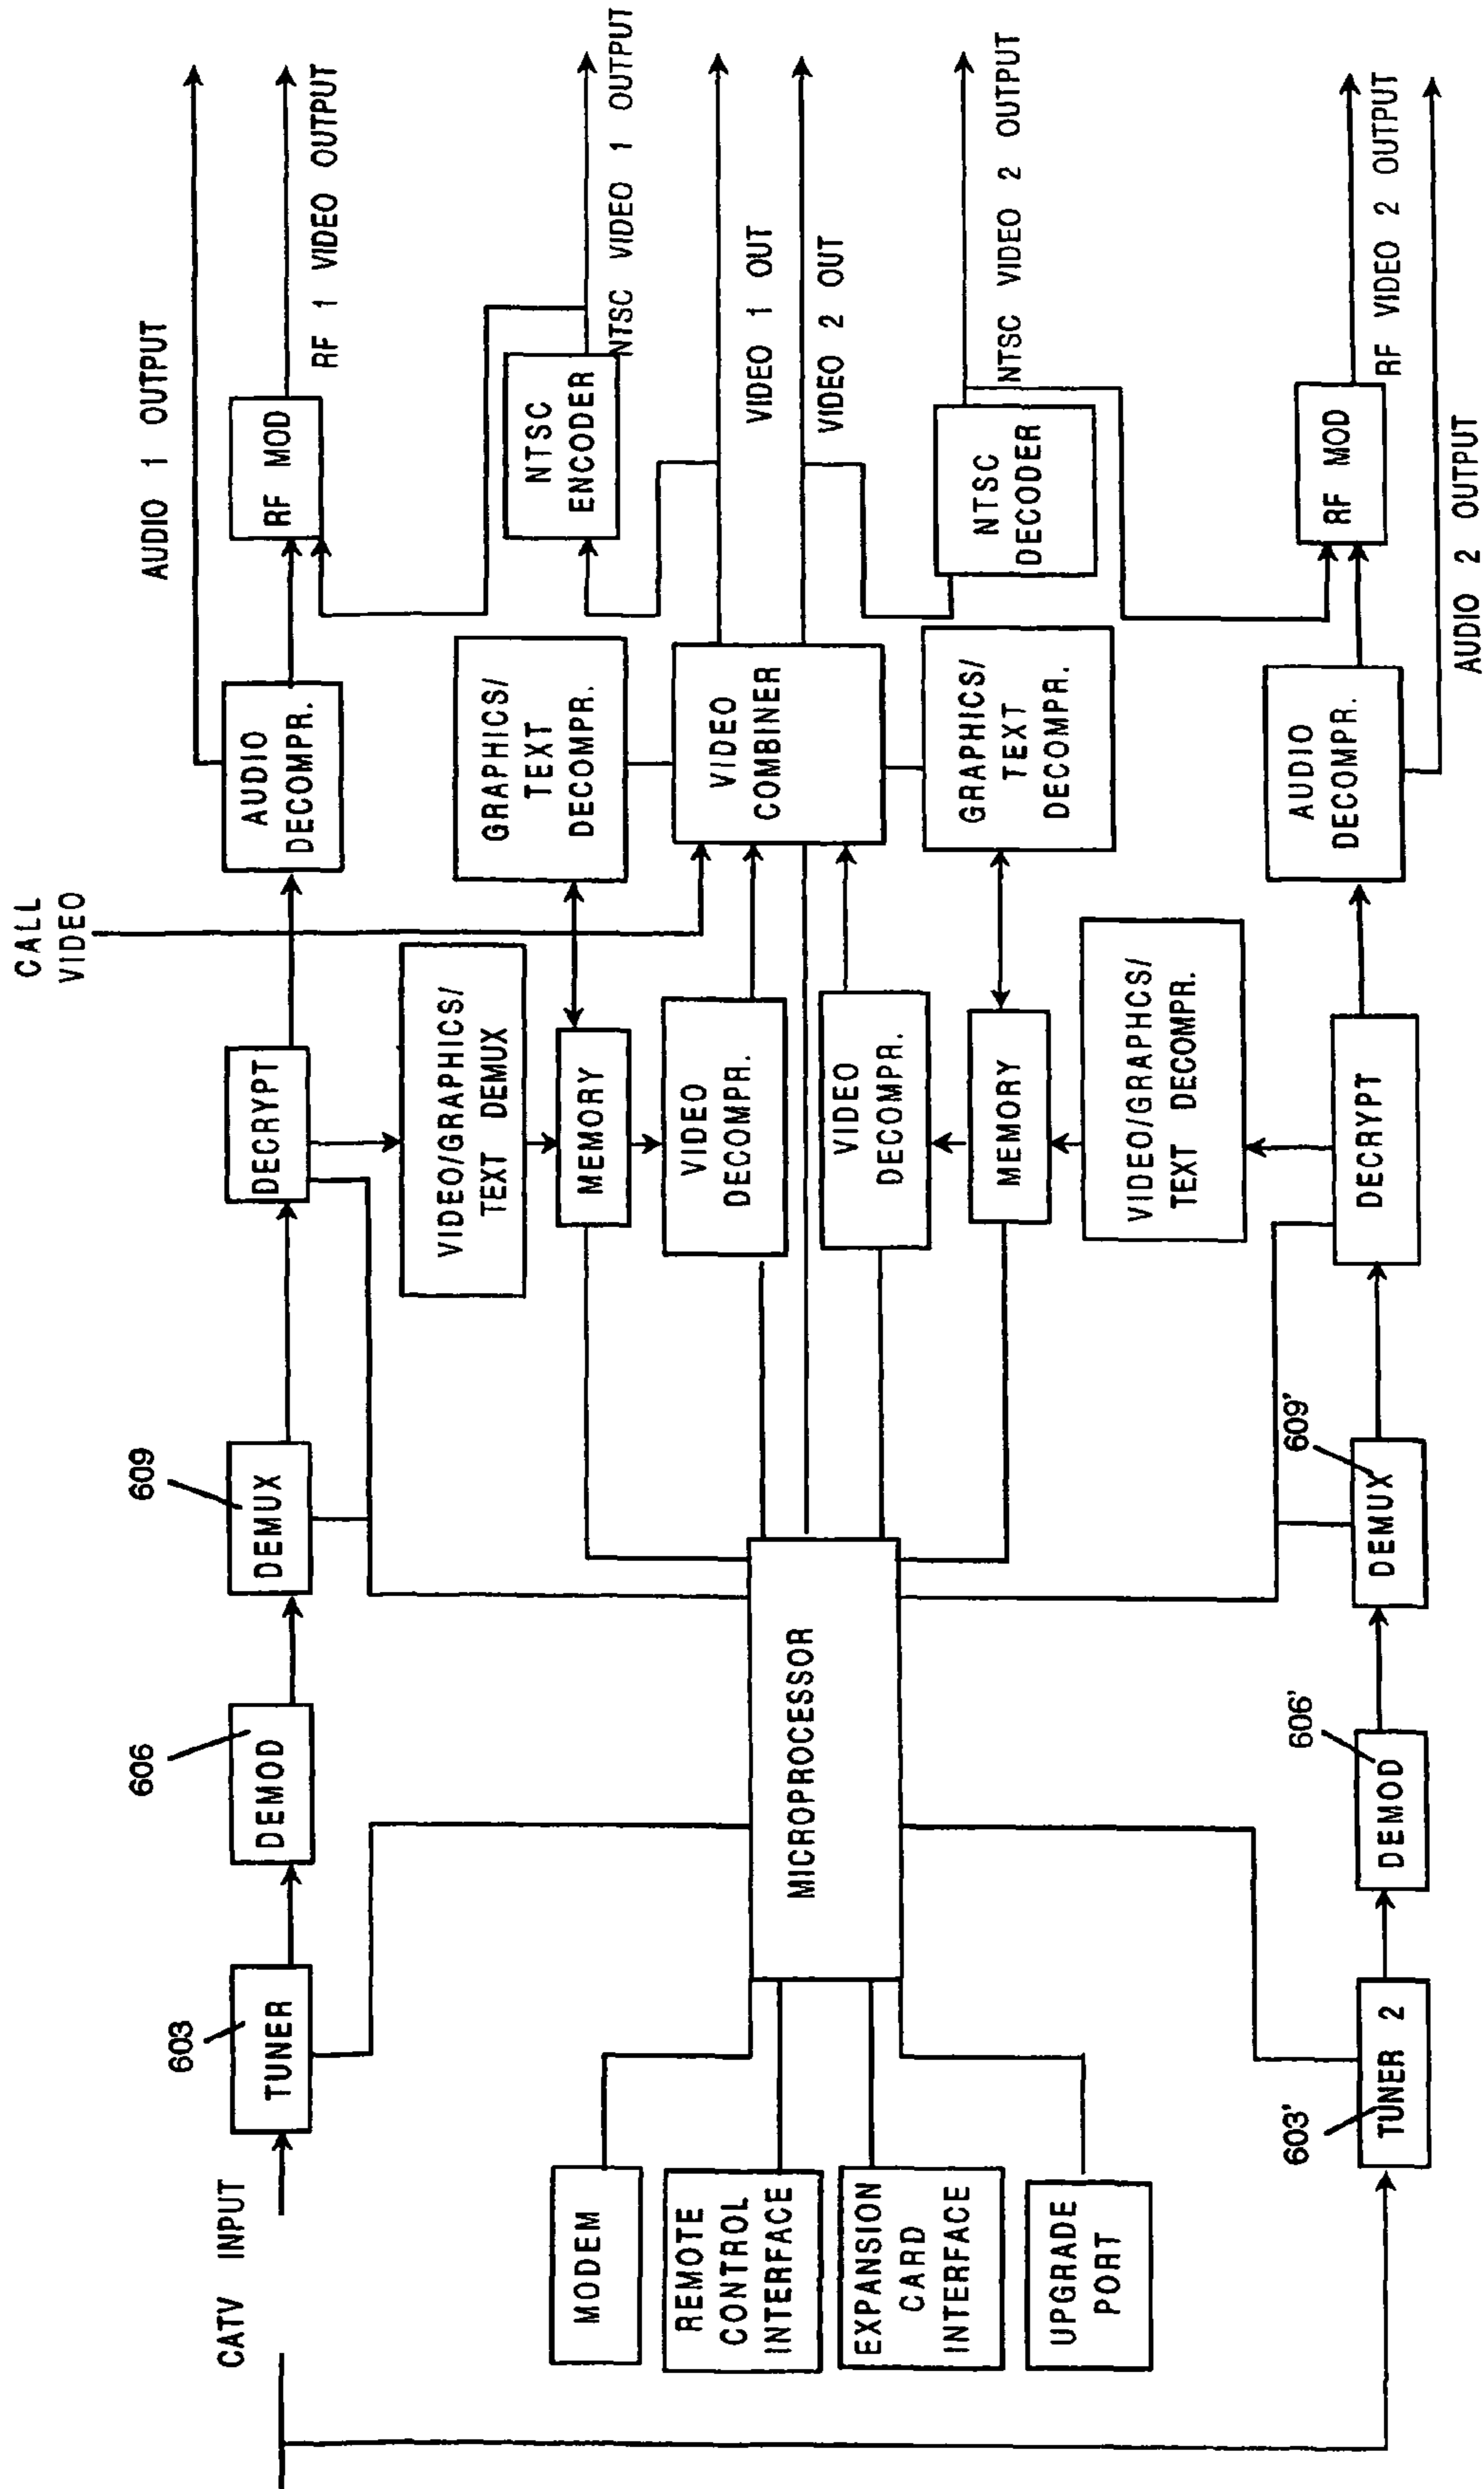 CATV INPUT
603
TUNER
606
DEMOD
609
DEMUX
DECRYPT
AUDIO
DECOMPR.
RF MOD
AUDIO 1 OUTPUT
RF 1 VIDEO OUTPUT
CALL
VIDEO
VIDEO/GRAPHICS/
TEXT DEMUX
MEMORY
VIDEO
DECOMPR.
GRAPHICS/
TEXT
DECOMPR.
NTSC
ENCODER
NTSC VIDEO 1 OUTPUT
MODEM
REMOTE
CONTROL
INTERFACE
EXPANSION
CARD
INTERFACE
UPGRADE
PORT
MICROPROCESSOR
VIDEO
COMBINER
VIDEO 1 OUT
VIDEO 2 OUT
VIDEO
DECOMPR.
MEMORY
VIDEO/GRAPHCS/
TEXT DECOMPR.
GRAPHICS/
TEXT
DECOMPR.
NTSC
DECODER
NTSC VIDEO 2 OUTPUT
603'
TUNER 2
606'
DEMOD
609'
DEMUX
DECRYPT
AUDIO
DECOMPR.
RF MOD
RF VIDEO 2 OUTPUT
AUDIO 2 OUTPUT